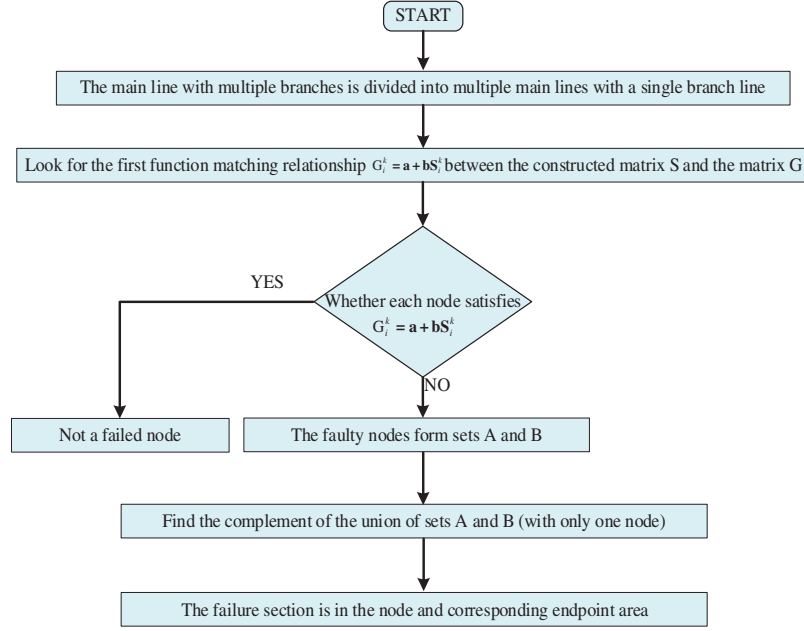 START
The main line with multiple branches is divided into multiple main lines with a single branch line
Look for the first function matching relationship G_i^k = a + bS_i^k between the constructed matrix S and the matrix G
YES
Whether each node satisfies
G_i^k = a + bS_i^k
NO
Not a failed node
The faulty nodes form sets A and B
Find the complement of the union of sets A and B (with only one node)
The failure section is in the node and corresponding endpoint area